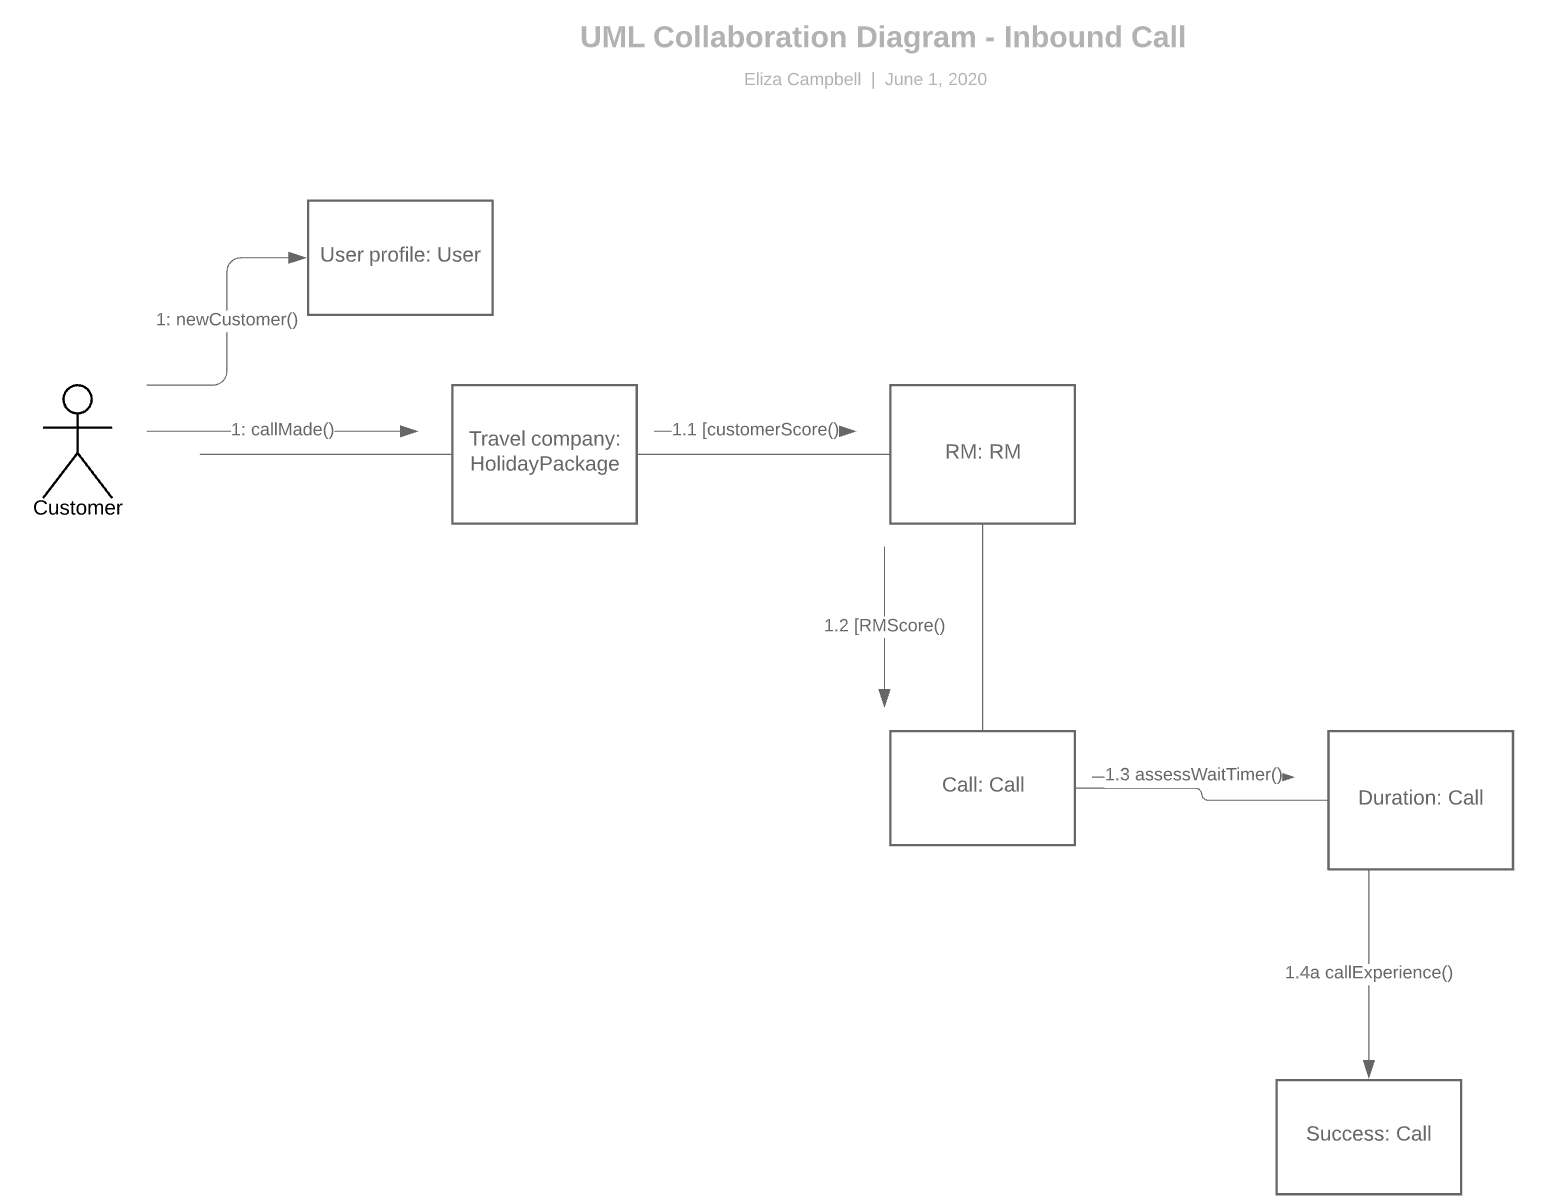 UML Collaboration Diagram - Inbound Call
Eliza Campbell | June 1, 2020
User profile: User
1: newCustomer()
1: callMade()
Travel company:
HolidayPackage
1.1 [customerScore()
RM: RM
Customer
1.2 [RMScore()
Call: Call
1.3 assessWaitTimer()
Duration: Call
1.4a callExperience()
Success: Call